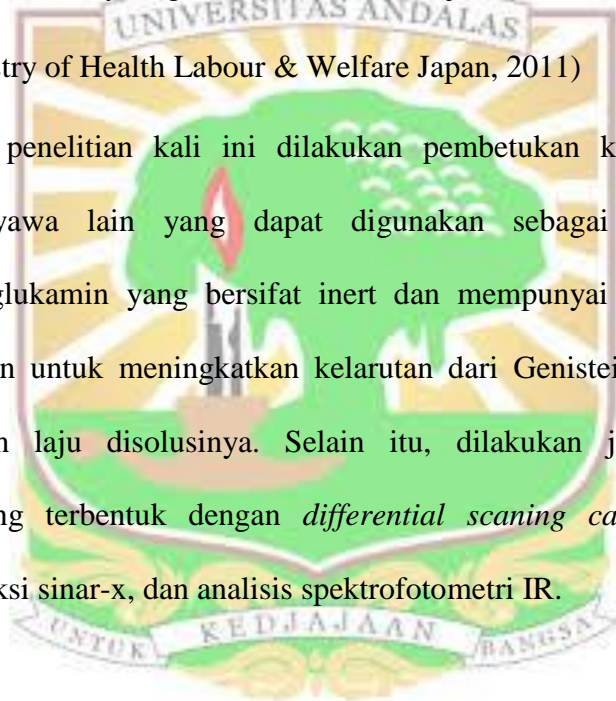 UNIVERSITAS ANDALAS
try of Health Labour & Welfare Japan, 2011)
penelitian kali ini dilakukan pembetukan k
yawa lain yang dapat digunakan sebagai
glukamin yang bersifat inert dan mempunyai
n untuk meningkatkan kelarutan dari Genistei
laju disolusinya. Selain itu, dilakukan j
ng terbentuk dengan differential scaning ca
ksi sinar-x, dan analisis spektrofotometri IR.
UNTUK KEDJAJAAN BANGSA